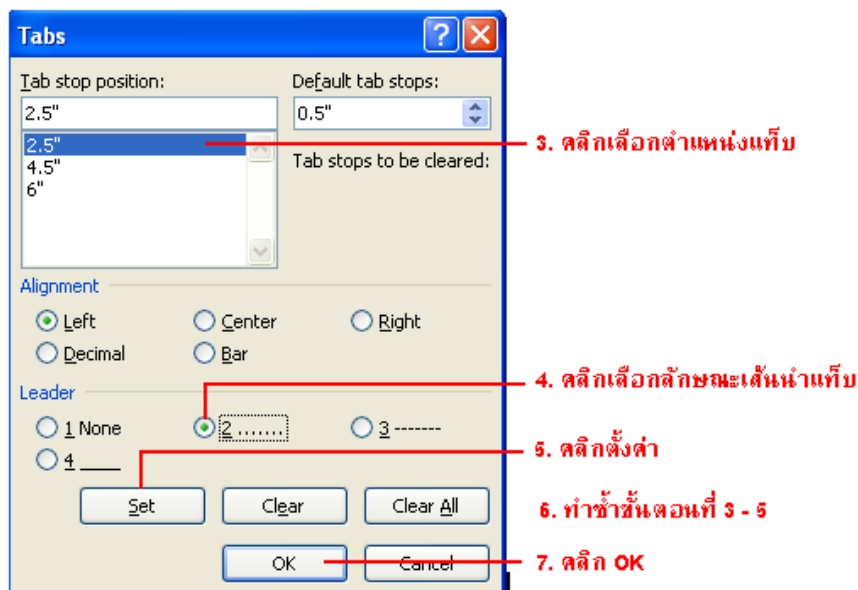 Tabs
Tab stop position: Default tab stops:
2.5" 0.5"
2.5" 3. คลิกเลือกตำแหน่งแท็บ
4.5" Tab stops to be cleared:
6"
Alignment
Left Center Right
Decimal Bar
4. คลิกเลือกลักษณะเส้นนำแท็บ
Leader
1 None 2 ....... 3 -------
5. คลิกตั้งค่า
4 ____
Set Clear Clear All 6. ทำซ้ำขั้นตอนที่ 3 - 5
OK Cancel 7. คลิก OK